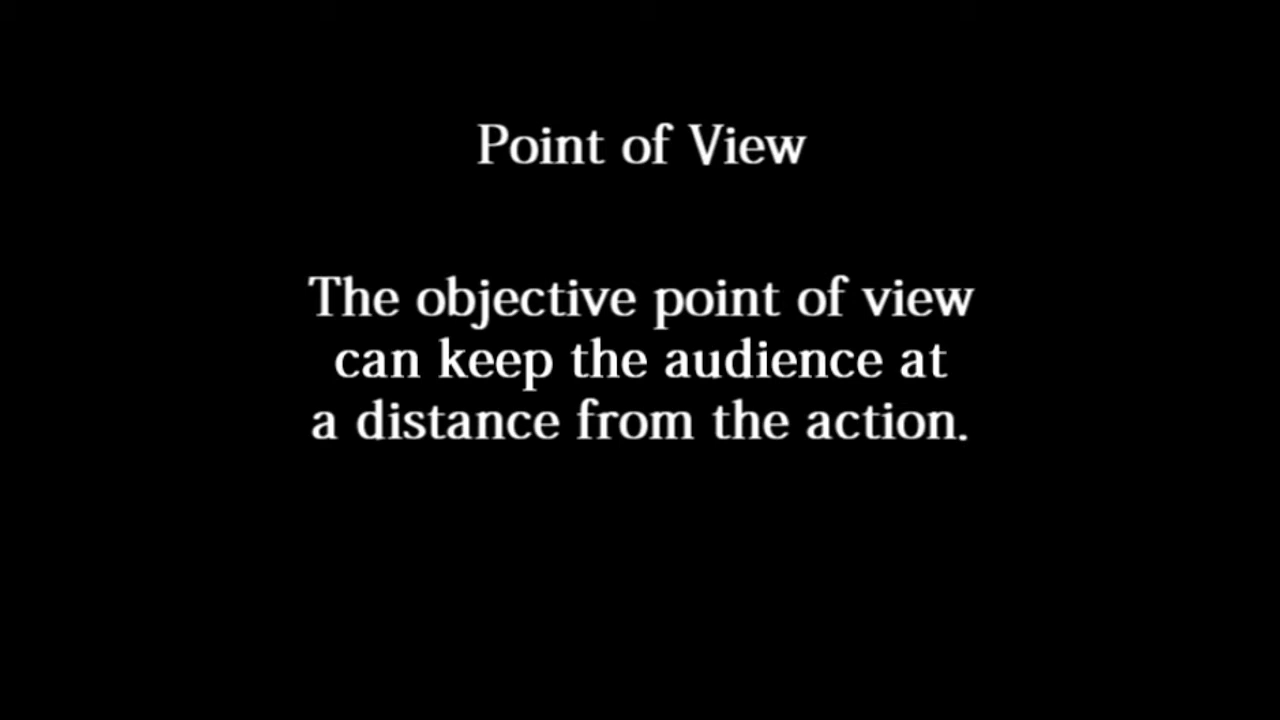 Point of View
The objective point of view
can keep the audience at
a distance from the action.